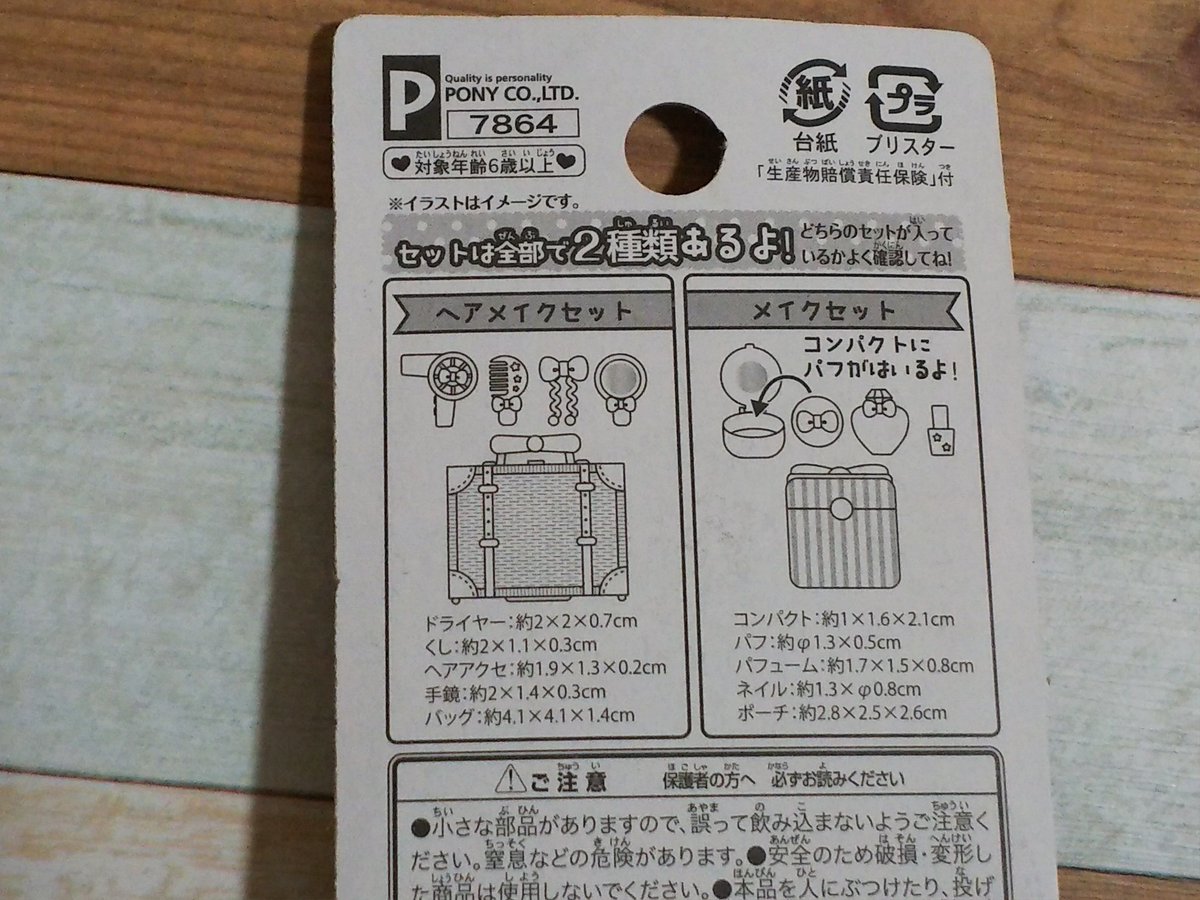 P
Quality is personality
PONY CO.,LTD.
7864
対象年齢6歳以上
紙
台紙
プラ
ブリスター
「生産物賠償責任保険」付
※イラストはイメージです。
セットは全部で2種類あるよ!
どちらのセットが入って
いるかよく確認してね!
ヘアメイクセット
ドライヤー:約2×2×0.7cm
くし:約2×1.1×0.3cm
ヘアアクセ:約1.9×1.3×0.2cm
手鏡:約2×1.4×0.3cm
バッグ:約4.1×4.1×1.4cm
メイクセット
コンパクトに
パフがはいるよ!
コンパクト:約1×1.6×2.1cm
パフ:約φ1.3×0.5cm
パフューム:約1.7×1.5×0.8cm
ネイル:約1.3×φ0.8cm
ポーチ:約2.8×2.5×2.6cm
⚠ご注意 保護者の方へ 必ずお読みください
●小さな部品がありますので、誤って飲み込まないようご注意く
ださい。窒息などの危険があります。●安全のため破損・変形し
た商品は使用しないでください。●本品を人にぶつけたり、投げ